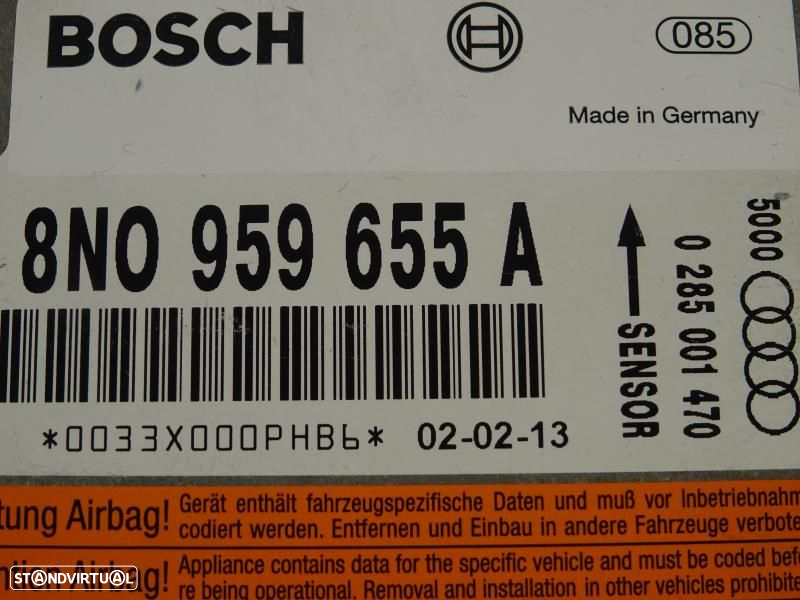 BOSCH
085
Made in Germany
8N0 959 655 A
5000
0 285 001 470
SENSOR
*0033X000PHB6* 02-02-13
tung Airbag!
Gerät enthält fahrzeugspezifische Daten und muß vor Inbetriebnahm
codiert werden. Entfernen und Einbau in andere Fahrzeuge verbote
ention Airbag!
Appliance contains data for the specific vehicle and must be coded befo
re being operational. Removal and installation in other vehicles prohibite
STANDVIRTUAL